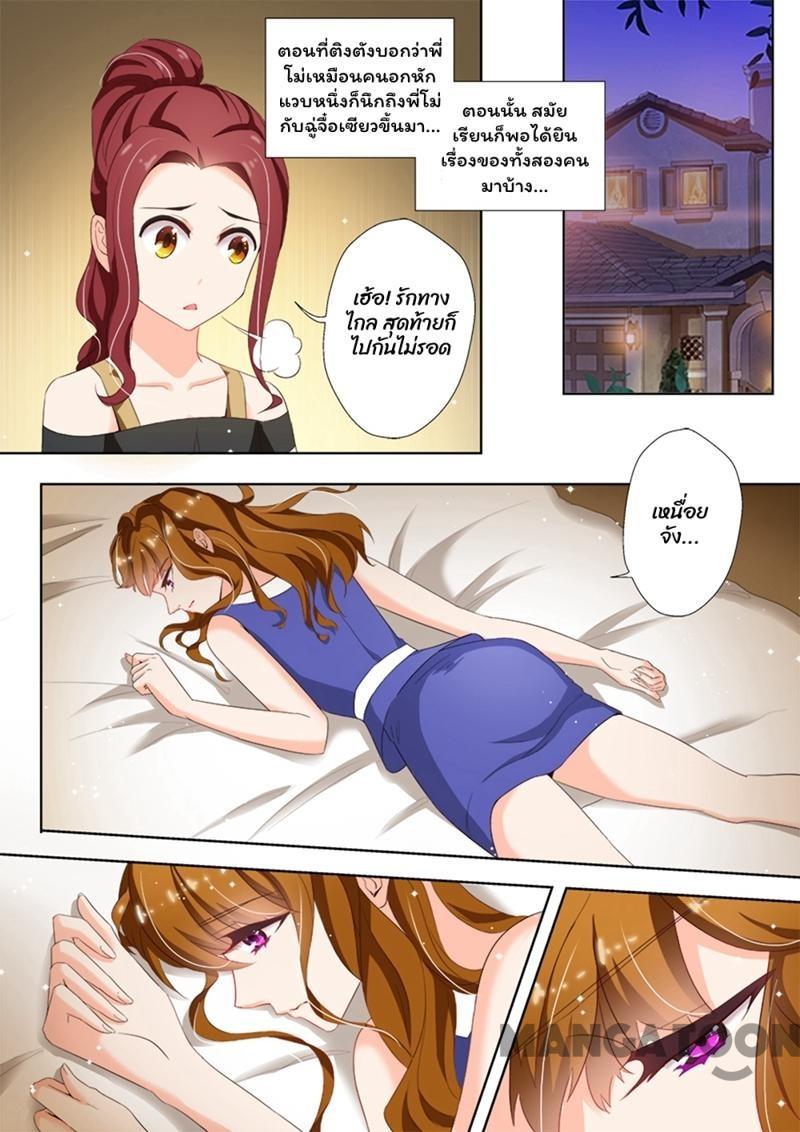 ตอนที่ติงตังบอกว่าพี่
โม่เหมือนคนอกหัก
แวบหนึ่งก็นึกถึงพี่โม่
กับฉู่จื่อเซียวขึ้นมา...
ตอนนั้น สมัย
เรียนก็พอได้ยิน
เรื่องของทั้งสองคน
มาบ้าง...
เฮ้อ! รักทาง
ไกล สุดท้ายก็
ไปกันไม่รอด
เหนื่อย
จัง...
MANGATOON